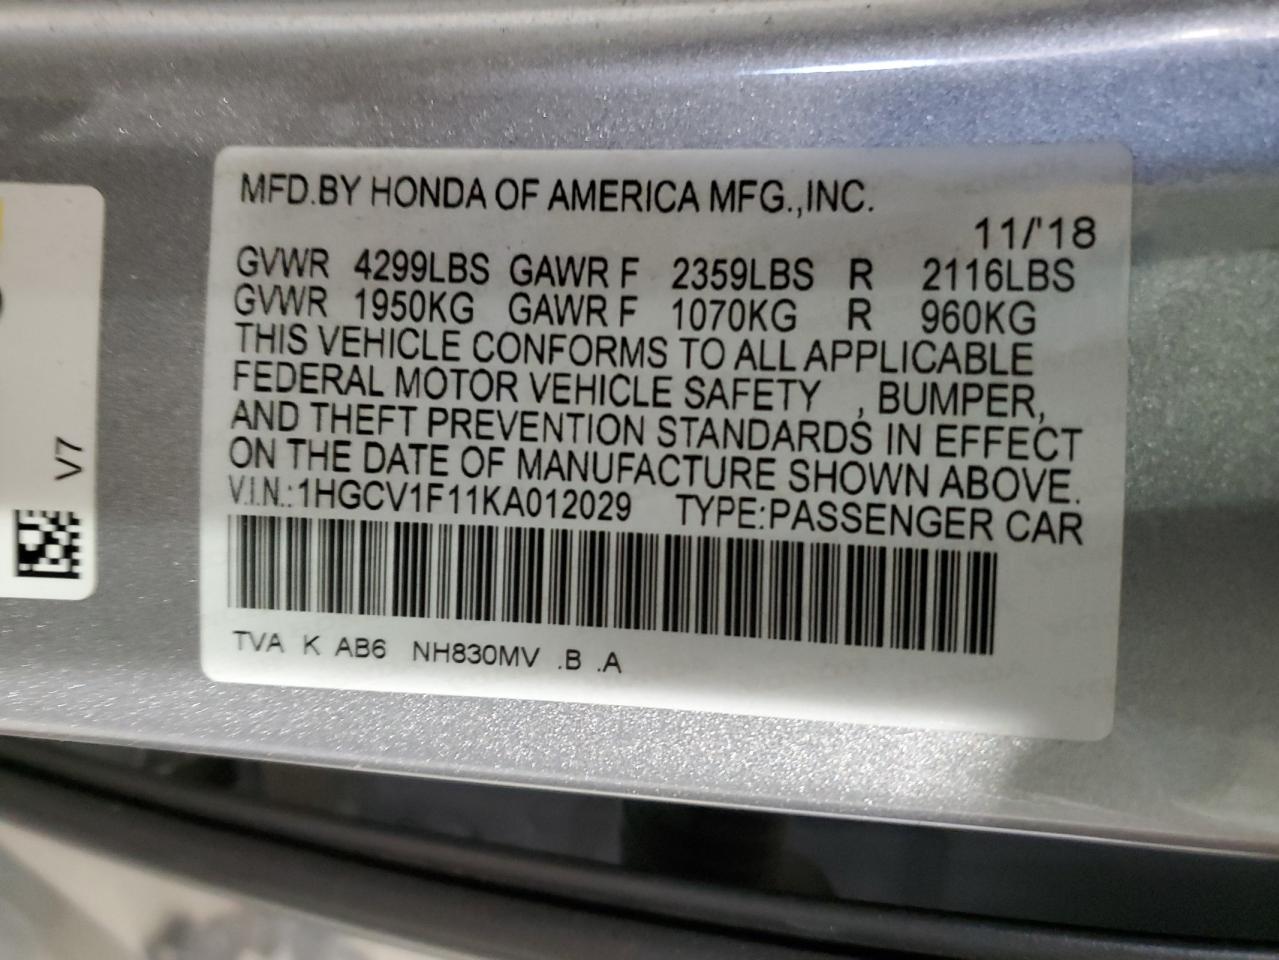 MFD.BY HONDA OF AMERICA MFG.,INC.
11/'18
GVWR 4299LBS GAWR F 2359LBS R 2116LBS
GVWR 1950KG GAWR F 1070KG R 960KG
THIS VEHICLE CONFORMS TO ALL APPLICABLE
FEDERAL MOTOR VEHICLE SAFETY , BUMPER,
AND THEFT PREVENTION STANDARDS IN EFFECT
ON THE DATE OF MANUFACTURE SHOWN ABOVE.
V.I.N.:1HGCV1F11KA012029 TYPE:PASSENGER CAR
TVA K AB6 NH830MV .B .A
V7